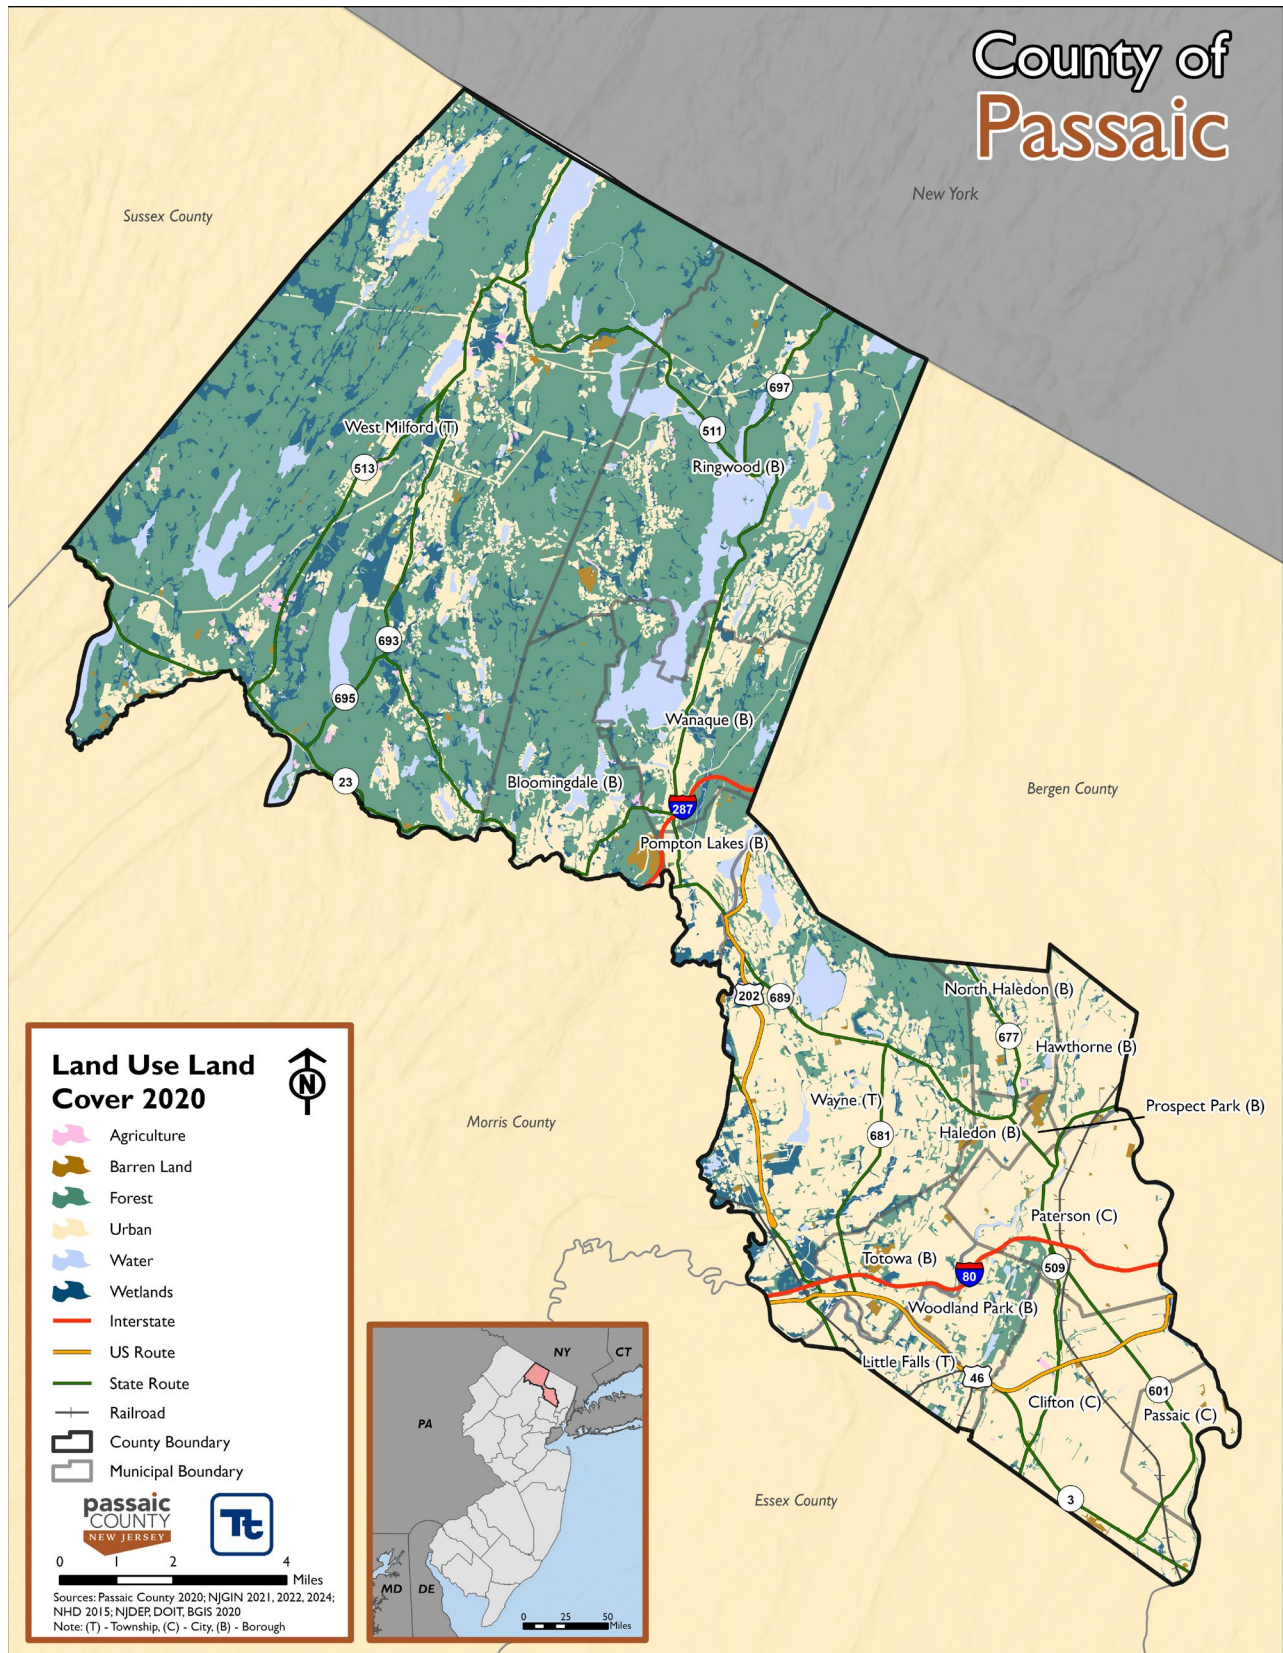 County of
Passaic
New York
Sussex County
697
511
West Milford (T)
513
Ringwood (B)
693
695
Wanaque (B)
23
Bloomingdale (B)
287
Bergen County
Pompton Lakes (B)
202
689
North Haledon (B)
677
Hawthorne (B)
Wayne (T)
Prospect Park (B)
Morris County
681
Haledon (B)
Paterson (C)
Totowa (B)
80
509
Woodland Park (B)
Little Falls (T)
46
Clifton (C)
601
Passaic (C)
3
Essex County
Land Use Land
Cover 2020
N
Agriculture
Barren Land
Forest
Urban
Water
Wetlands
Interstate
US Route
State Route
Railroad
County Boundary
Municipal Boundary
passaic
COUNTY
NEW JERSEY
Tt
0 1 2 4
Miles
Sources: Passaic County 2020; NJGIN 2021, 2022, 2024;
NHD 2015; NJDEP, DOIT, BGIS 2020
Note: (T) - Township, (C) - City, (B) - Borough
NY
CT
PA
MD
DE
0 25 50
Miles